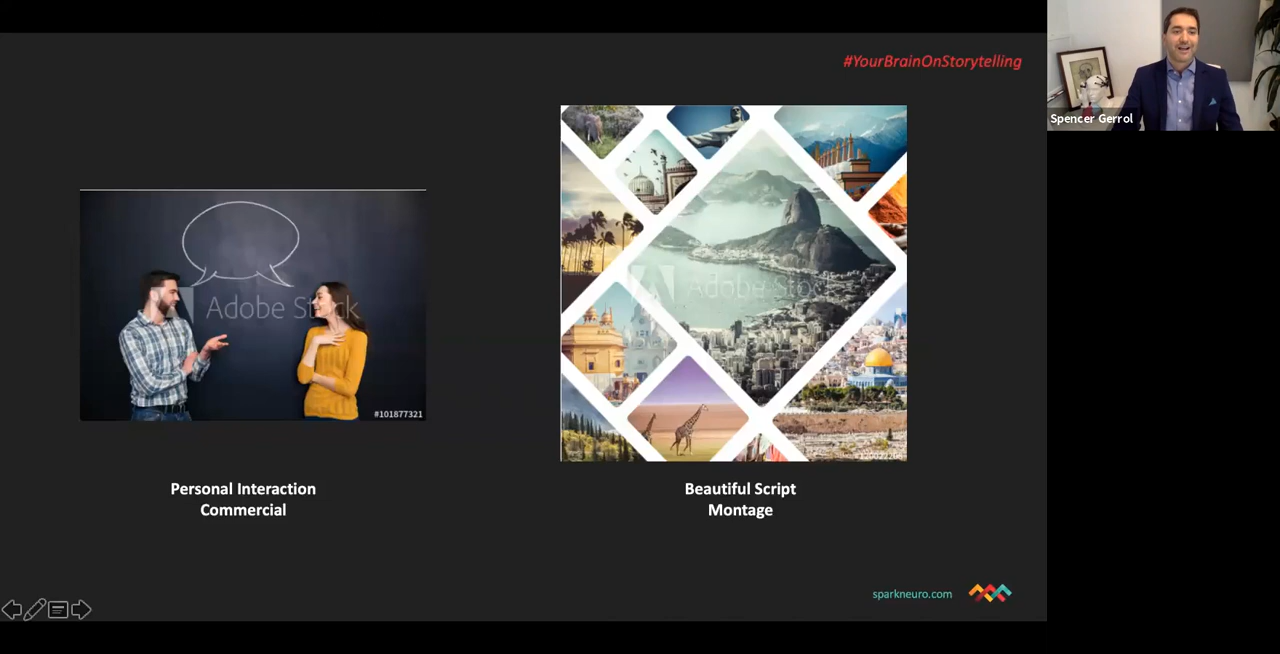 #YourBrainOnStorytelling
Spencer Gerrol
Adobe Stock
#101877321
Adobe Stock
Personal Interaction
Commercial
Beautiful Script
Montage
sparkneuro.com